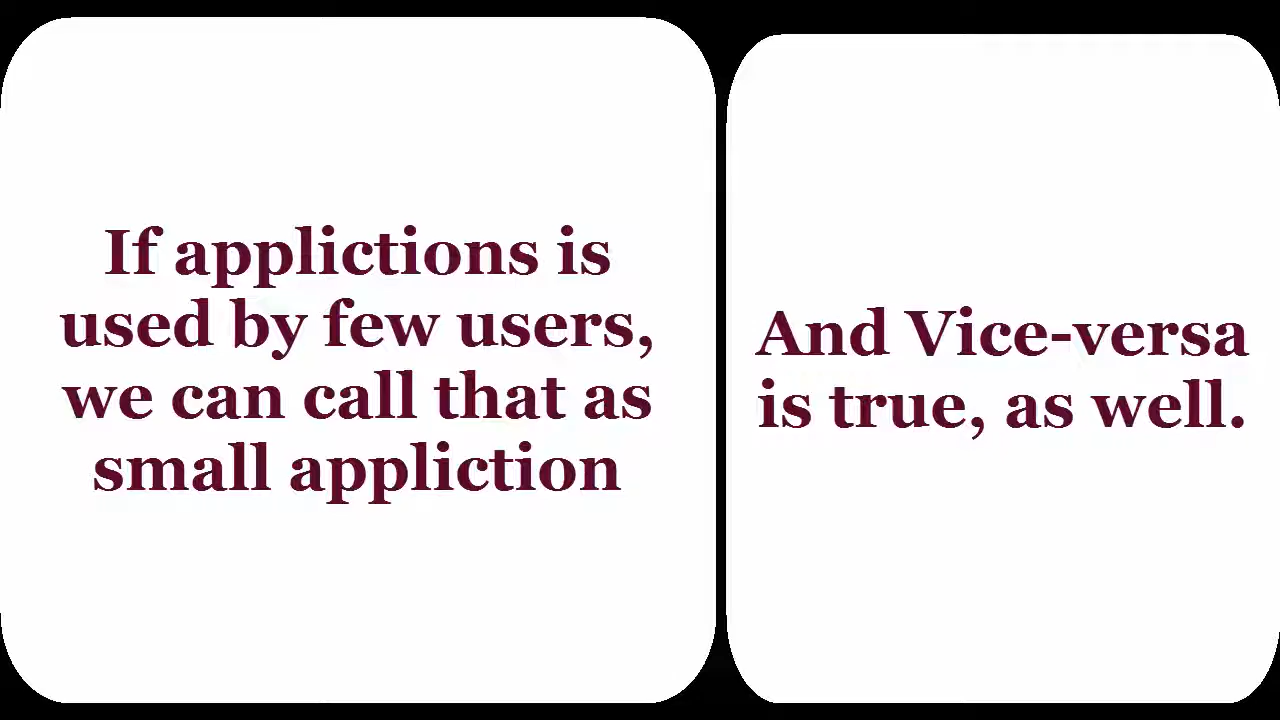 If applictions is
used by few users,
we can call that as
small appliction
And Vice-versa
is true, as well.